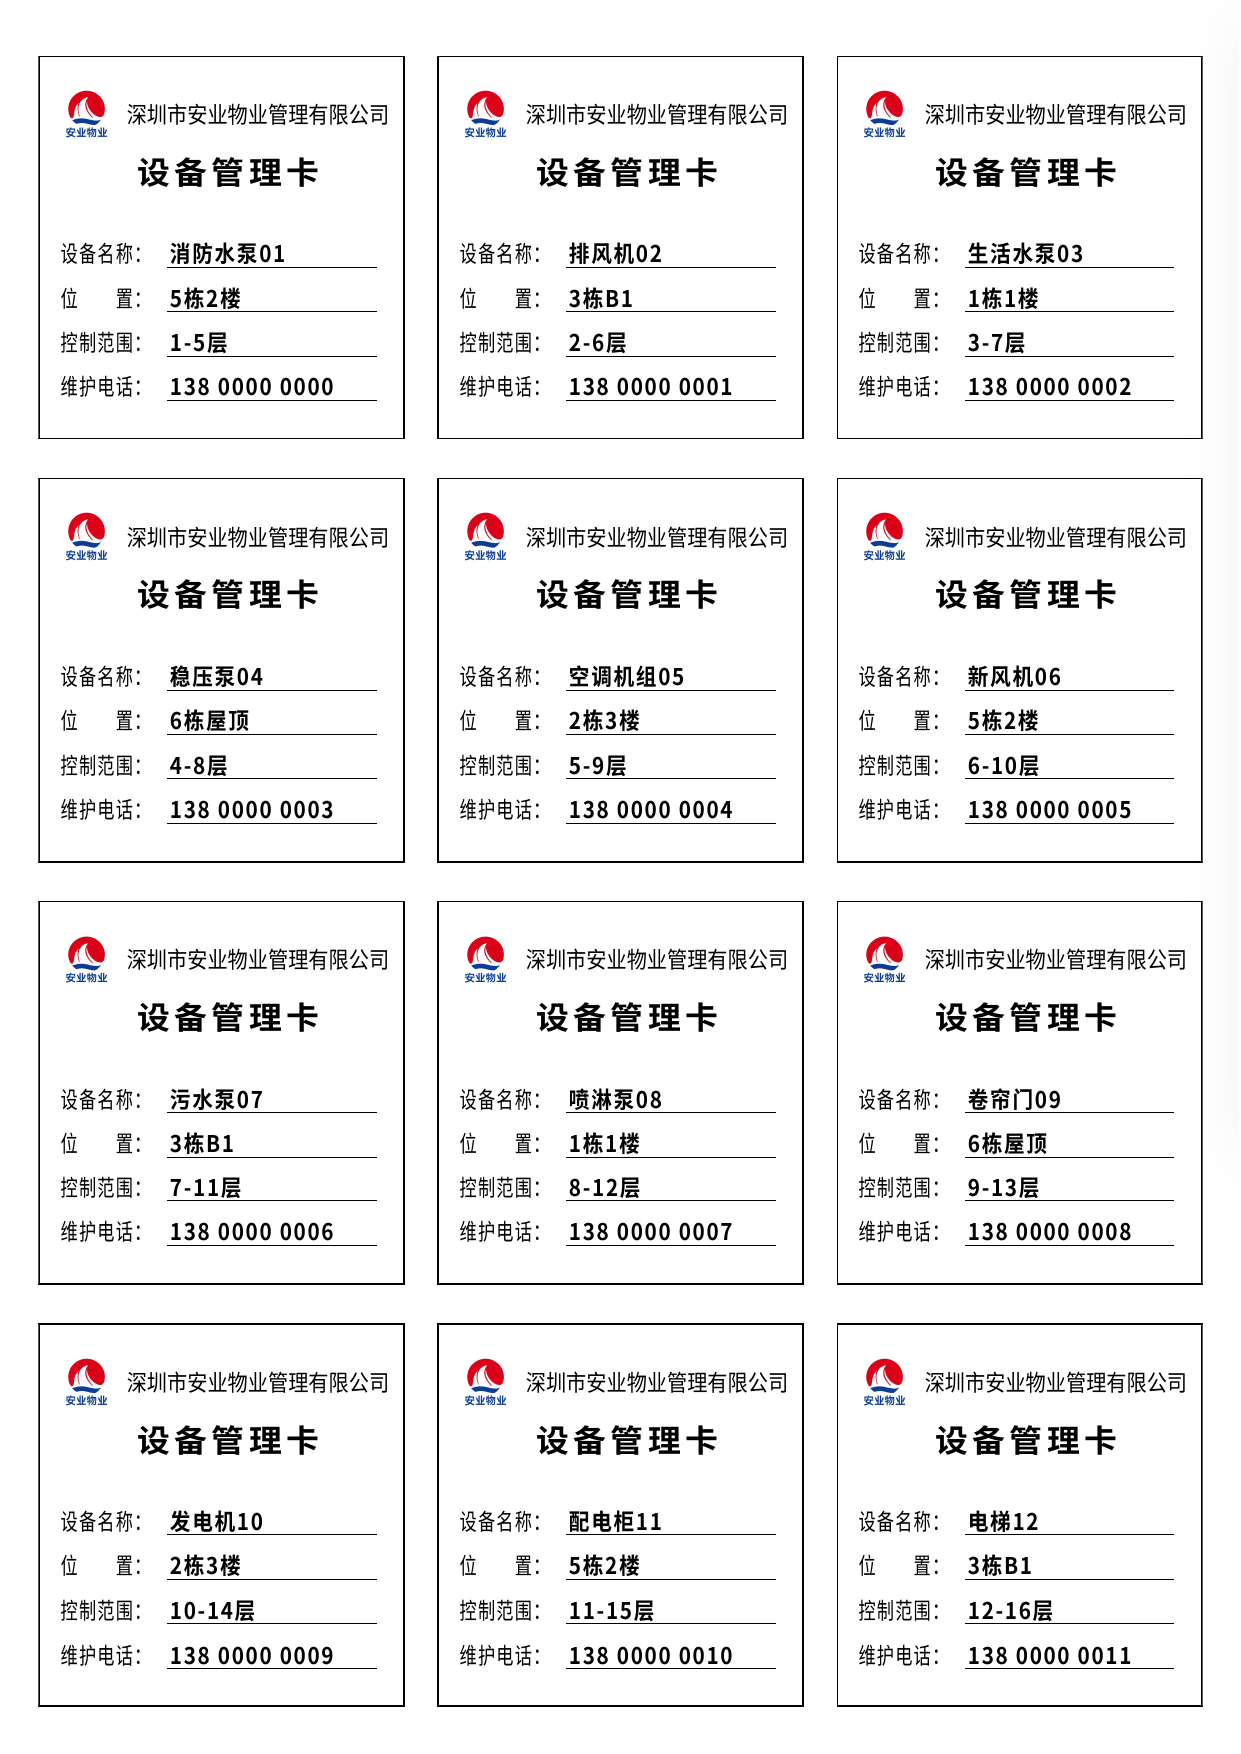 安业物业 深圳市安业物业管理有限公司
设备管理卡
设备名称： 消防水泵01
位 置： 5栋2楼
控制范围： 1-5层
维护电话： 138 0000 0000
安业物业 深圳市安业物业管理有限公司
设备管理卡
设备名称： 排风机02
位 置： 3栋B1
控制范围： 2-6层
维护电话： 138 0000 0001
安业物业 深圳市安业物业管理有限公司
设备管理卡
设备名称： 生活水泵03
位 置： 1栋1楼
控制范围： 3-7层
维护电话： 138 0000 0002
安业物业 深圳市安业物业管理有限公司
设备管理卡
设备名称： 稳压泵04
位 置： 6栋屋顶
控制范围： 4-8层
维护电话： 138 0000 0003
安业物业 深圳市安业物业管理有限公司
设备管理卡
设备名称： 空调机组05
位 置： 2栋3楼
控制范围： 5-9层
维护电话： 138 0000 0004
安业物业 深圳市安业物业管理有限公司
设备管理卡
设备名称： 新风机06
位 置： 5栋2楼
控制范围： 6-10层
维护电话： 138 0000 0005
安业物业 深圳市安业物业管理有限公司
设备管理卡
设备名称： 污水泵07
位 置： 3栋B1
控制范围： 7-11层
维护电话： 138 0000 0006
安业物业 深圳市安业物业管理有限公司
设备管理卡
设备名称： 喷淋泵08
位 置： 1栋1楼
控制范围： 8-12层
维护电话： 138 0000 0007
安业物业 深圳市安业物业管理有限公司
设备管理卡
设备名称： 卷帘门09
位 置： 6栋屋顶
控制范围： 9-13层
维护电话： 138 0000 0008
安业物业 深圳市安业物业管理有限公司
设备管理卡
设备名称： 发电机10
位 置： 2栋3楼
控制范围： 10-14层
维护电话： 138 0000 0009
安业物业 深圳市安业物业管理有限公司
设备管理卡
设备名称： 配电柜11
位 置： 5栋2楼
控制范围： 11-15层
维护电话： 138 0000 0010
安业物业 深圳市安业物业管理有限公司
设备管理卡
设备名称： 电梯12
位 置： 3栋B1
控制范围： 12-16层
维护电话： 138 0000 0011